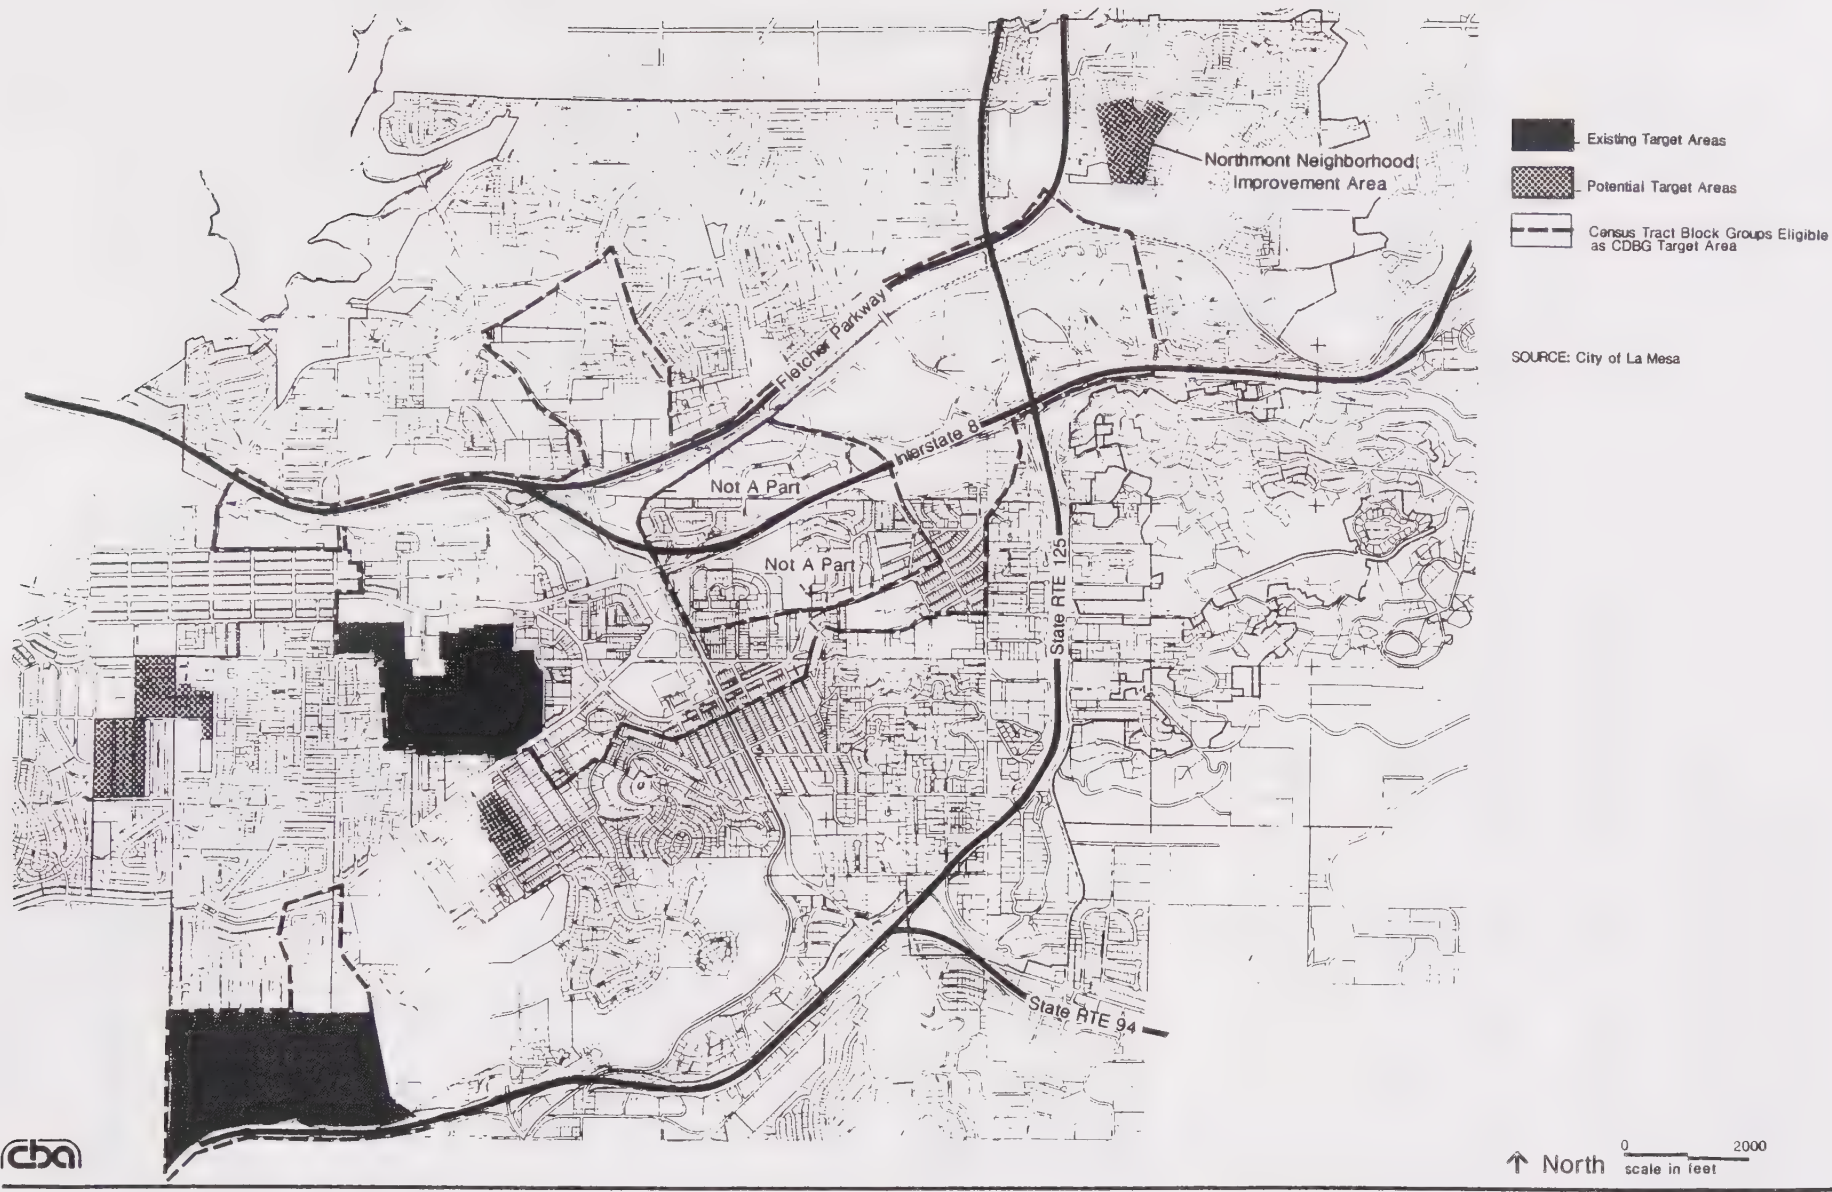 Northmont Neighborhood
Improvement Area
Existing Target Areas
Potential Target Areas
Census Tract Block Groups Eligible
as CDBG Target Area
SOURCE: City of La Mesa
Fletcher Parkway
Interstate 8
Not A Part
Not A Part
State RTE 125
State RTE 94
cba
North
0 2000
scale in feet